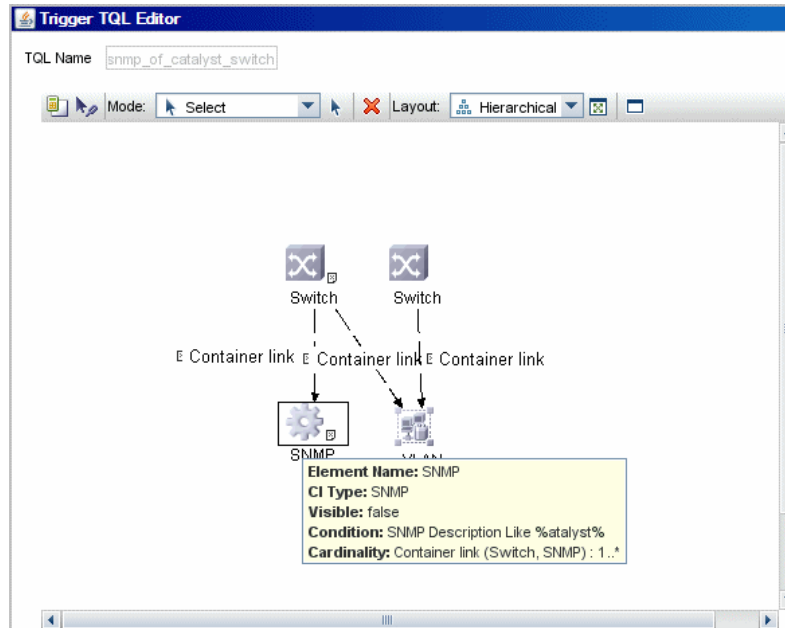 Trigger TQL Editor
TQL Name snmp_of_catalyst_switch
Mode: Select Layout: Hierarchical
Switch Switch
Container link Container link Container link
SNMP VLAN
Element Name: SNMP
CI Type: SNMP
Visible: false
Condition: SNMP Description Like %atalyst%
Cardinality: Container link (Switch, SNMP) : 1..*